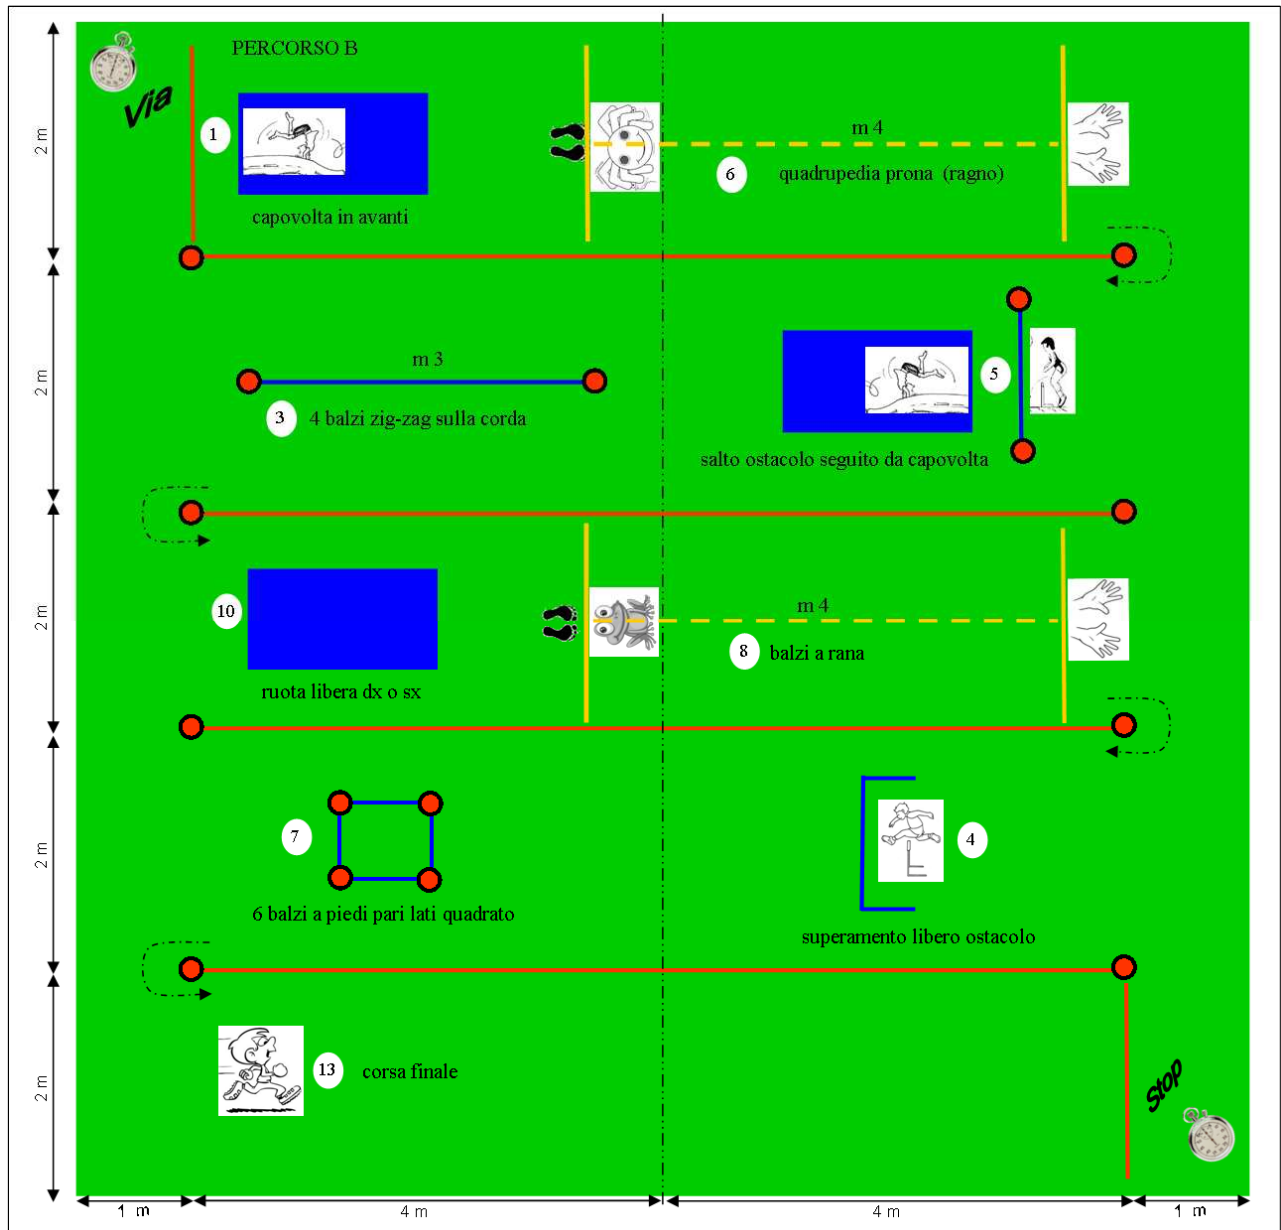 PERCORSO B
Via
1
capovolta in avanti
m 4
6
quadrupedia prona (ragno)
2 m
m 3
3
4 balzi zig-zag sulla corda
5
salto ostacolo seguito da capovolta
2 m
10
ruota libera dx o sx
m 4
8
balzi a rana
2 m
7
6 balzi a piedi pari lati quadrato
4
superamento libero ostacolo
2 m
13
corsa finale
Stop
2 m
1 m
4 m
4 m
1 m